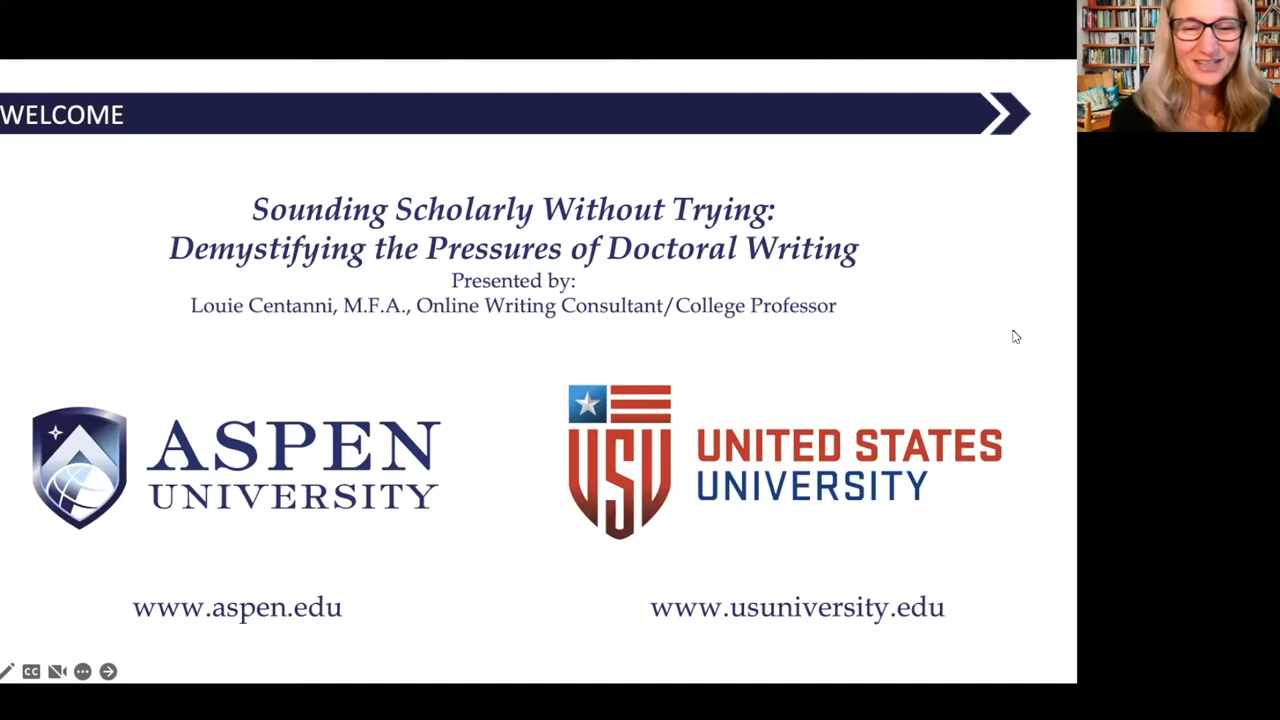 WELCOME
Sounding Scholarly Without Trying:
Demystifying the Pressures of Doctoral Writing
Presented by:
Louie Centanni, M.F.A., Online Writing Consultant/College Professor
ASPEN
UNIVERSITY
USU
UNITED STATES
UNIVERSITY
www.aspen.edu
www.usuniversity.edu
CC